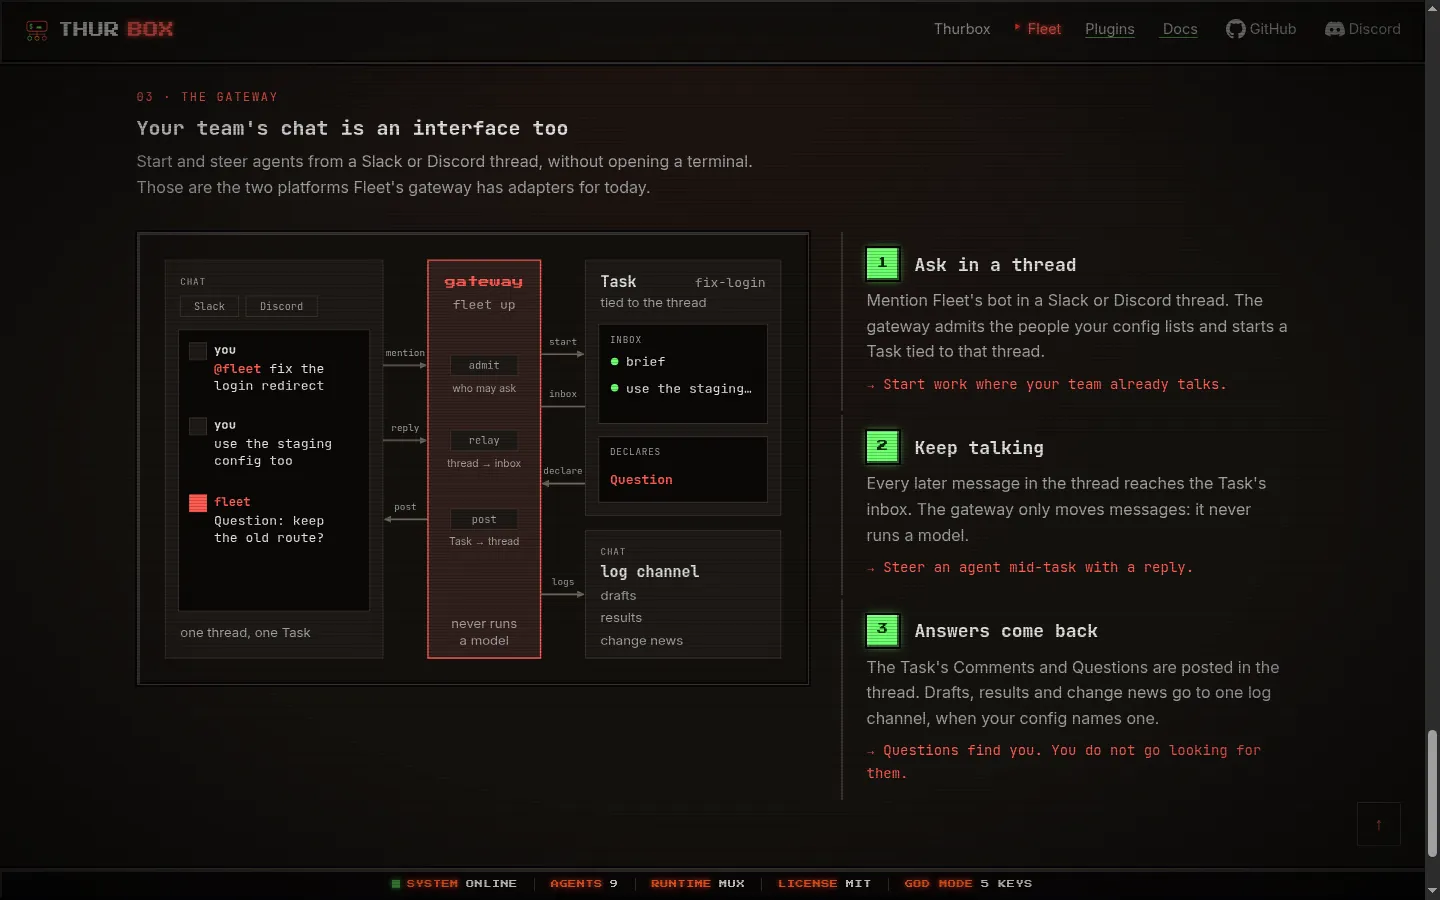 THUR BOX
Thurbox
Fleet
Plugins
Docs
GitHub
Discord
03 · THE GATEWAY
Your team's chat is an interface too
Start and steer agents from a Slack or Discord thread, without opening a terminal.
Those are the two platforms Fleet's gateway has adapters for today.
CHAT
Slack
Discord
you
@fleet fix the
login redirect
you
use the staging
config too
fleet
Question: keep
the old route?
one thread, one Task
mention
reply
post
gateway
fleet up
admit
who may ask
relay
thread → inbox
post
Task → thread
never runs
a model
start
inbox
declare
logs
Task
fix-login
tied to the thread
INBOX
brief
use the staging…
DECLARES
Question
CHAT
log channel
drafts
results
change news
1
Ask in a thread
Mention Fleet's bot in a Slack or Discord thread. The
gateway admits the people your config lists and starts a
Task tied to that thread.
→ Start work where your team already talks.
2
Keep talking
Every later message in the thread reaches the Task's
inbox. The gateway only moves messages: it never
runs a model.
→ Steer an agent mid-task with a reply.
3
Answers come back
The Task's Comments and Questions are posted in the
thread. Drafts, results and change news go to one log
channel, when your config names one.
→ Questions find you. You do not go looking for
them.
↑
SYSTEM ONLINE
AGENTS 9
RUNTIME MUX
LICENSE MIT
GOD MODE 5 KEYS